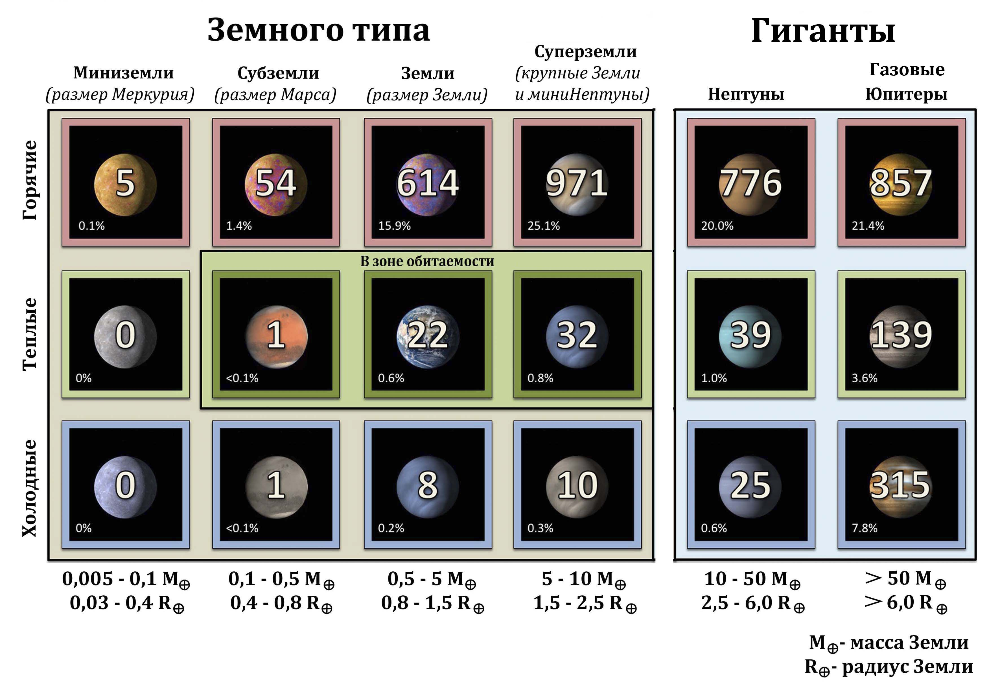 Земного типа
Гиганты
Миниземли
(размер Меркурия)
Субземли
(размер Марса)
Земли
(размер Земли)
Суперземли
(крупные Земли
и миниНептуны)
Нептуны
Газовые
Юпитеры
Горячие
5
0.1%
54
1.4%
614
15.9%
971
25.1%
776
20.0%
857
21.4%
В зоне обитаемости
Теплые
0
0%
1
<0.1%
22
0.6%
32
0.8%
39
1.0%
139
3.6%
Холодные
0
0%
1
<0.1%
8
0.2%
10
0.3%
25
0.6%
315
7.8%
0,005 - 0,1 M⊕
0,03 - 0,4 R⊕
0,1 - 0,5 M⊕
0,4 - 0,8 R⊕
0,5 - 5 M⊕
0,8 - 1,5 R⊕
5 - 10 M⊕
1,5 - 2,5 R⊕
10 - 50 M⊕
2,5 - 6,0 R⊕
> 50 M⊕
> 6,0 R⊕
M⊕- масса Земли
R⊕- радиус Земли